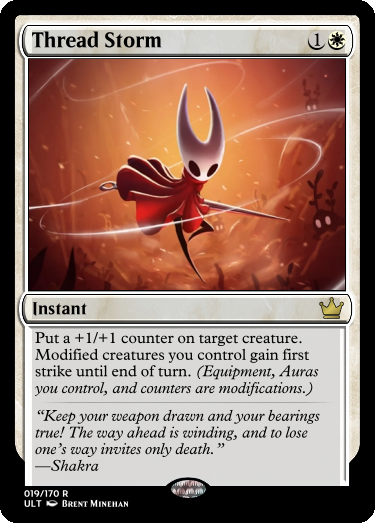 Thread Storm 1
Instant
Put a +1/+1 counter on target creature.
Modified creatures you control gain first
strike until end of turn. (Equipment, Auras
you control, and counters are modifications.)
“Keep your weapon drawn and your bearings
true! The way ahead is winding, and to lose
one’s way invites only death.”
—Shakra
019/170 R
ULT Brent Minehan